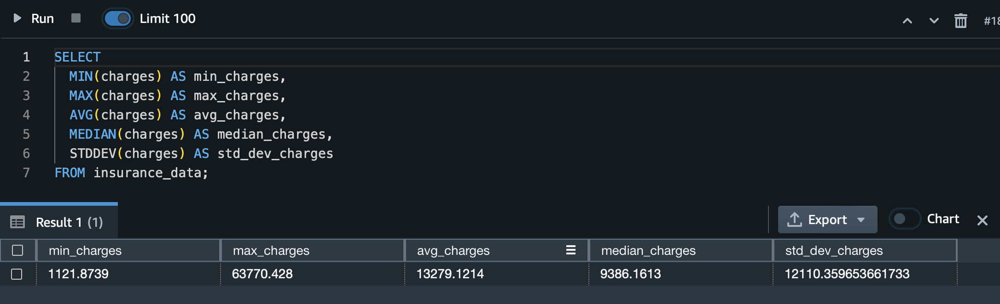 Run Limit 100 #18
1 SELECT
2 MIN(charges) AS min_charges,
3 MAX(charges) AS max_charges,
4 AVG(charges) AS avg_charges,
5 MEDIAN(charges) AS median_charges,
6 STDDEV(charges) AS std_dev_charges
7 FROM insurance_data;
Result 1 (1) Export Chart
min_charges max_charges avg_charges median_charges std_dev_charges
1121.8739 63770.428 13279.1214 9386.1613 12110.359653661733